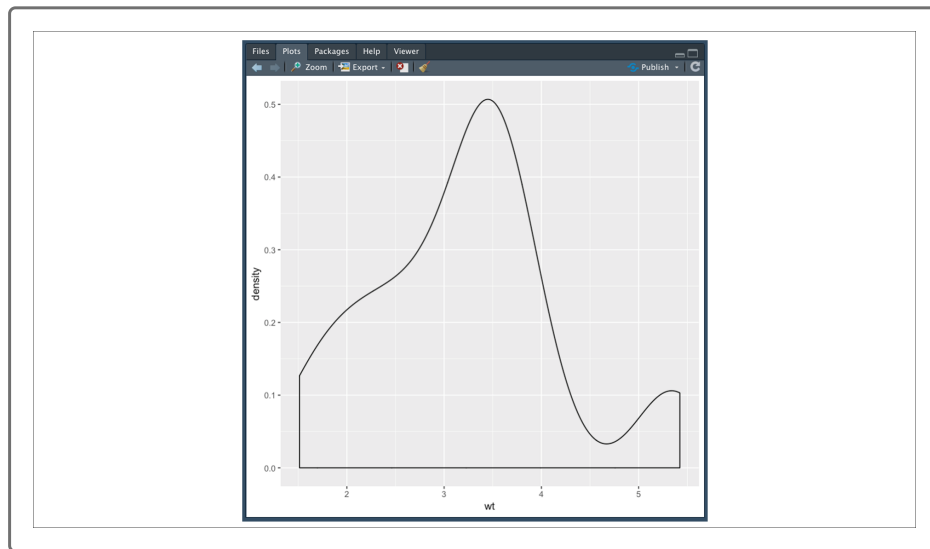 Files Plots Packages Help Viewer
Zoom Export Publish
0.5
0.4
0.3
0.2
0.1
0.0
density
2 3 4 5
wt